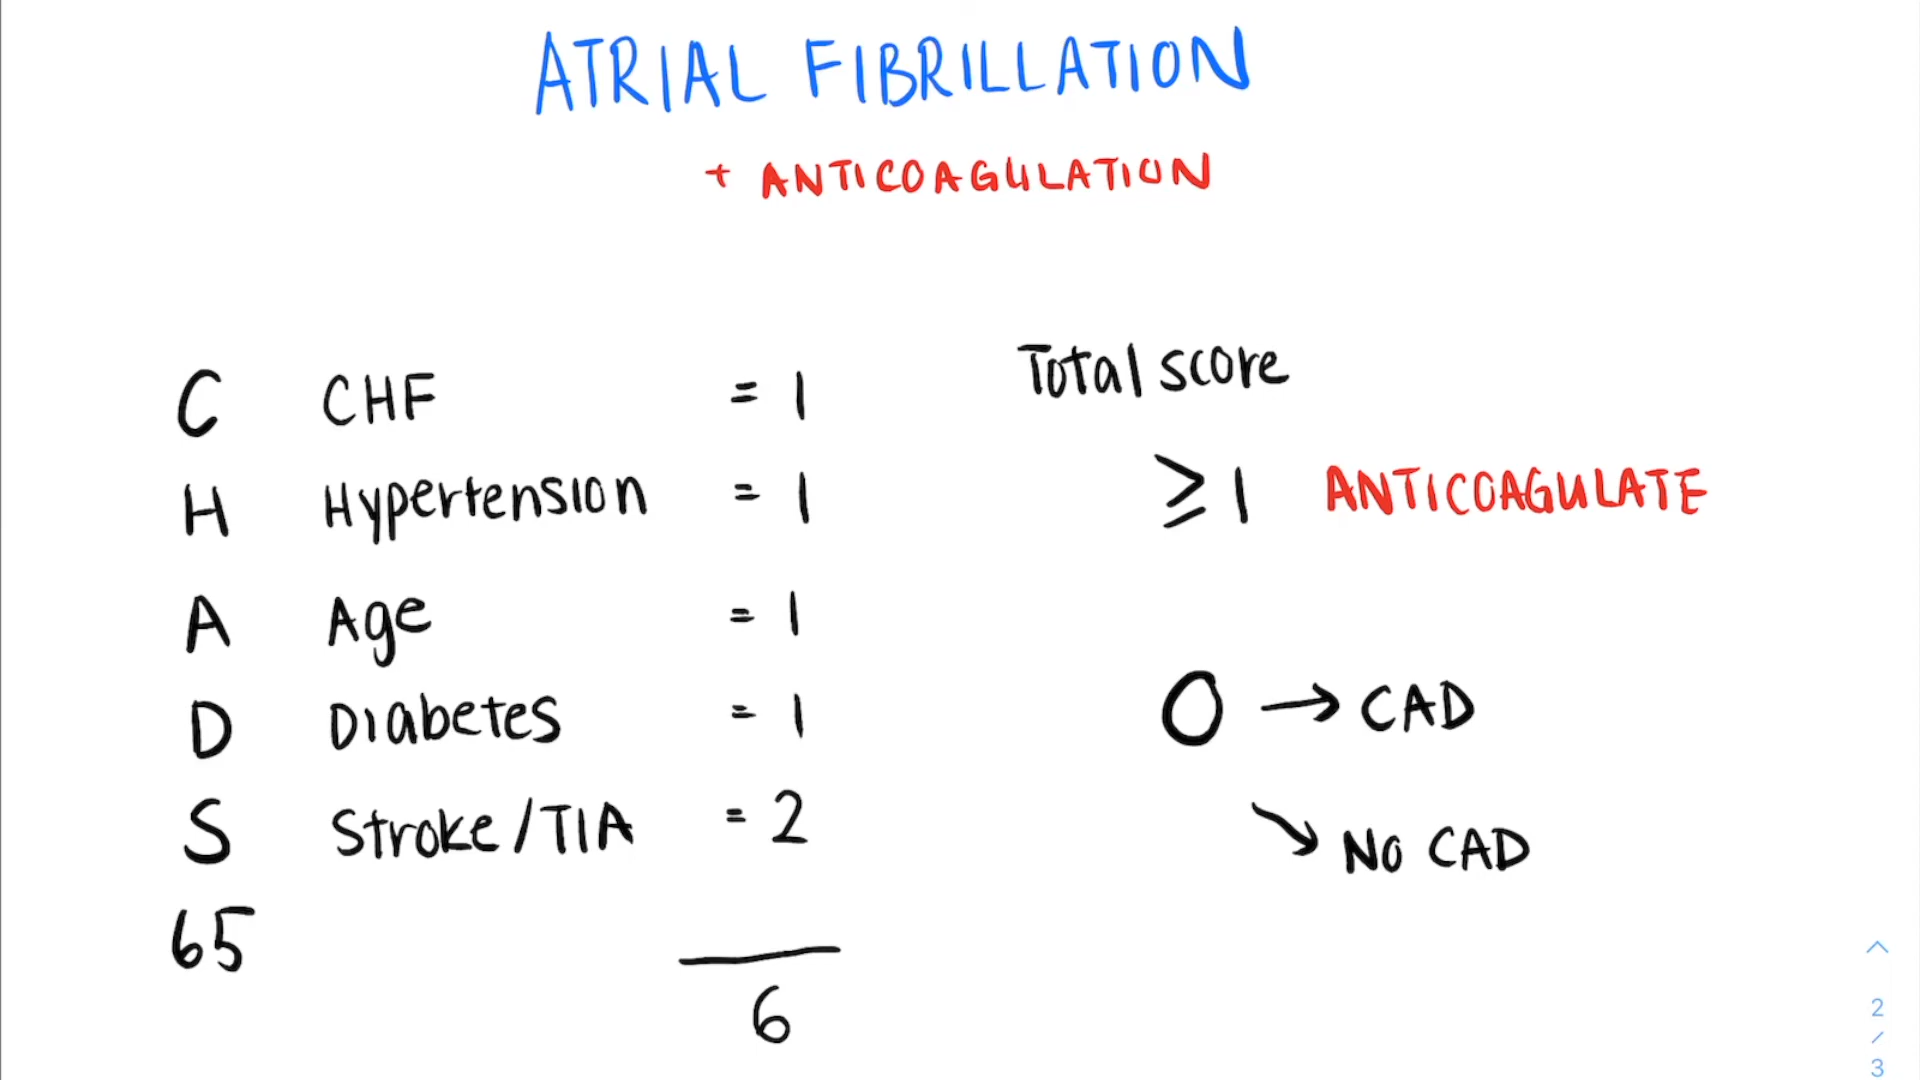 ATRIAL FIBRILLATION
+ ANTICOAGULATION
C CHF = 1
H Hypertension = 1
A Age = 1
D Diabetes = 1
S Stroke/TIA = 2
65
6
Total score
≥1 ANTICOAGULATE
0 → CAD
↘ NO CAD
2
/
3